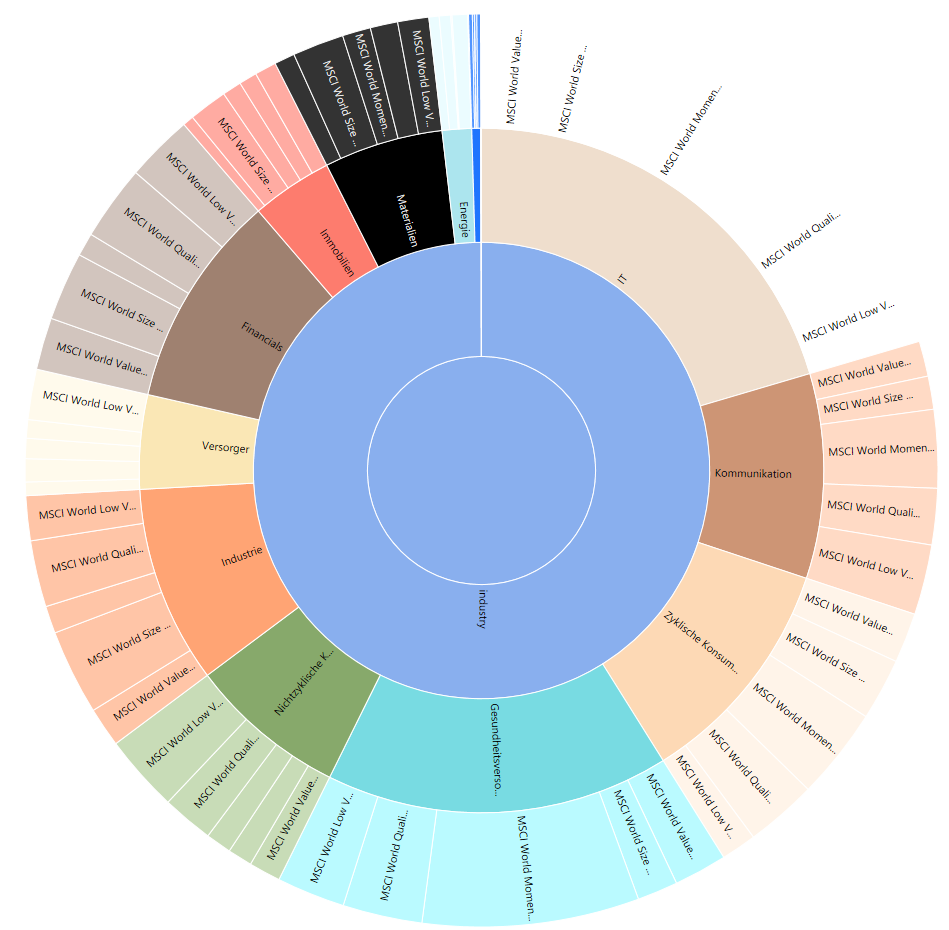 industry
IT
MSCI World Value...
MSCI World Size ...
MSCI World Momen...
MSCI World Quali...
MSCI World Low V...
Kommunikation
MSCI World Value...
MSCI World Size ...
MSCI World Momen...
MSCI World Quali...
MSCI World Low V...
Zyklische Konsum...
MSCI World Value...
MSCI World Size ...
MSCI World Momen...
MSCI World Quali...
MSCI World Low V...
Gesundheitsverso...
MSCI World Value...
MSCI World Size ...
MSCI World Momen...
MSCI World Quali...
MSCI World Low V...
Nichtzyklische K...
MSCI World Value...
MSCI World Quali...
MSCI World Low V...
Industrie
MSCI World Value...
MSCI World Size ...
MSCI World Quali...
MSCI World Low V...
Versorger
MSCI World Low V...
Financials
MSCI World Value...
MSCI World Size ...
MSCI World Quali...
MSCI World Low V...
Immobilien
MSCI World Size ...
Materialien
MSCI World Size ...
MSCI World Momen...
MSCI World Low V...
Energie